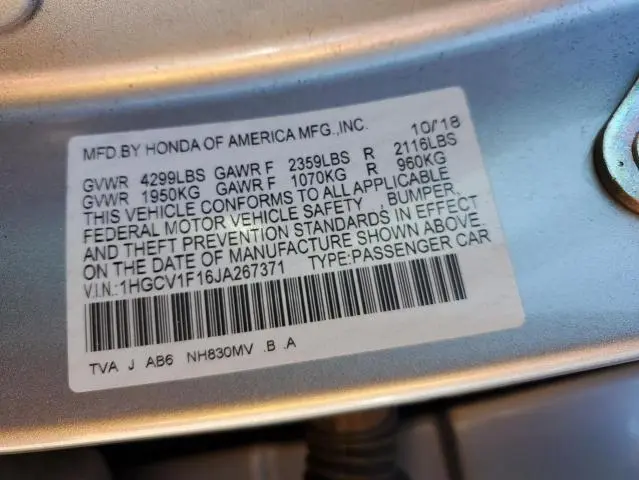 MFD.BY HONDA OF AMERICA MFG.,INC. 10/'18
GVWR 4299LBS GAWR F 2359LBS R 2116LBS
GVWR 1950KG GAWR F 1070KG R 960KG
THIS VEHICLE CONFORMS TO ALL APPLICABLE
FEDERAL MOTOR VEHICLE SAFETY ,BUMPER,
AND THEFT PREVENTION STANDARDS IN EFFECT
ON THE DATE OF MANUFACTURE SHOWN ABOVE
V.I.N.:1HGCV1F16JA267371 TYPE:PASSENGER CAR
TVA J AB6 NH830MV .B .A